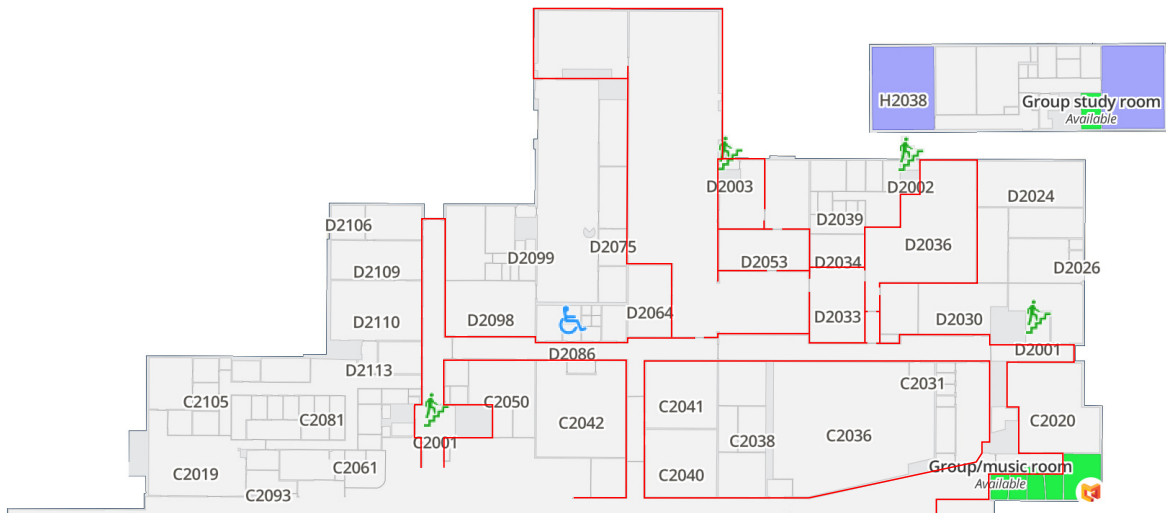 H2038
Group study room
Available
D2003
D2002
D2024
D2106
D2039
D2099
D2075
D2036
D2109
D2053
D2034
D2026
D2110
D2098
D2064
D2033
D2030
D2086
D2001
D2113
C2031
C2105
C2050
C2041
C2081
C2042
C2020
C2001
C2038
C2036
C2019
C2061
C2040
Group/music room
Available
C2093